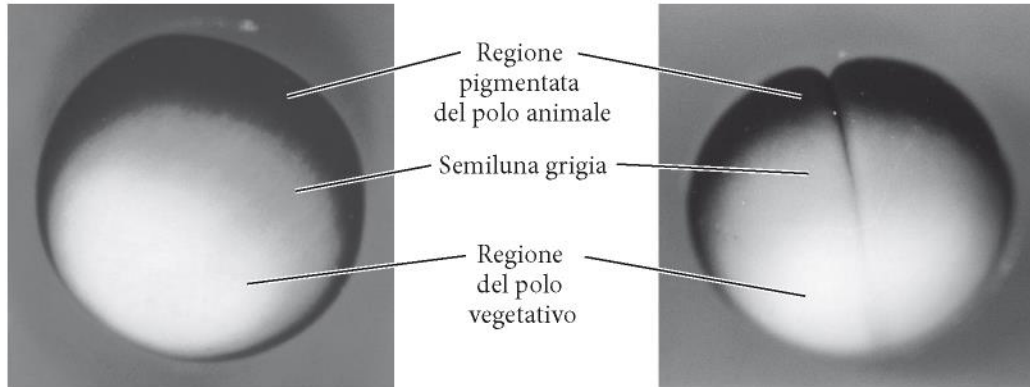 Regione
pigmentata
del polo animale
Semiluna grigia
Regione
del polo
vegetativo